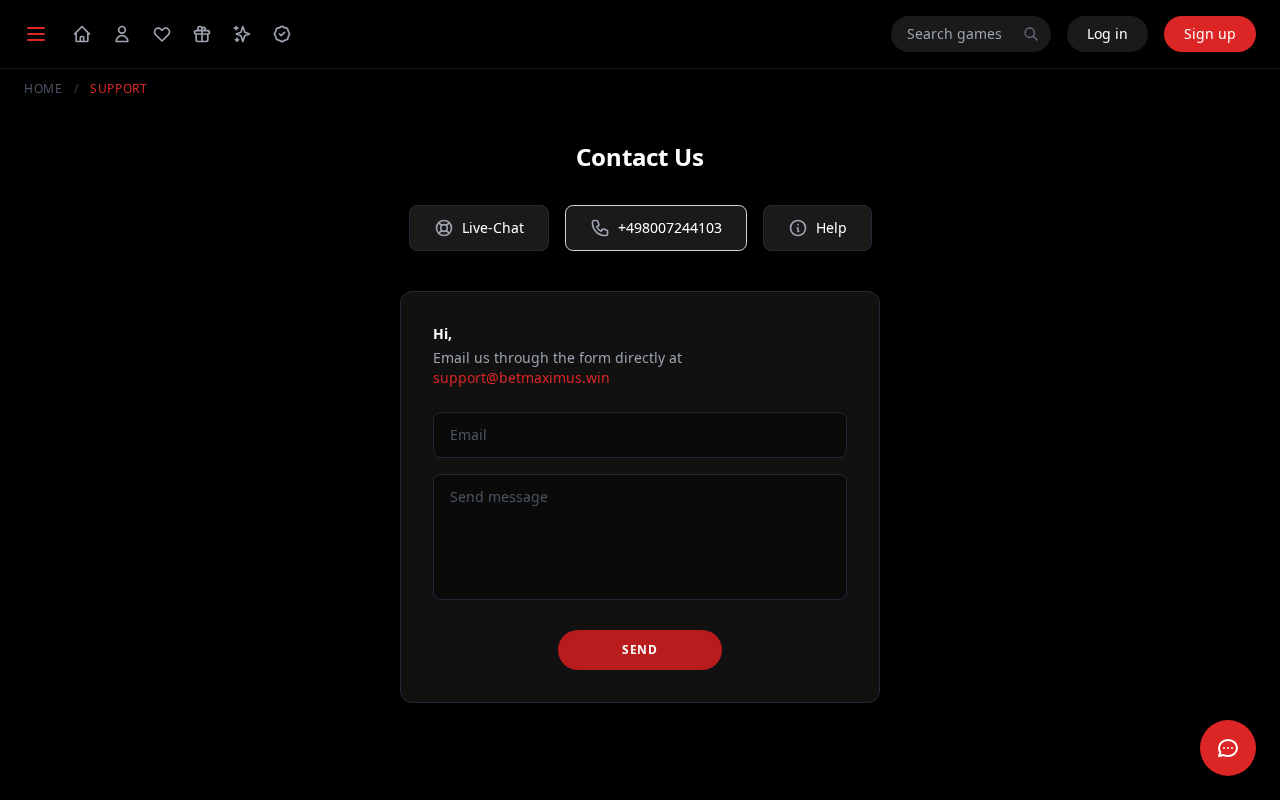 Search games
Log in
Sign up
HOME / SUPPORT
Contact Us
Live-Chat
+498007244103
Help
Hi,
Email us through the form directly at
support@betmaximus.win
Email
Send message
SEND